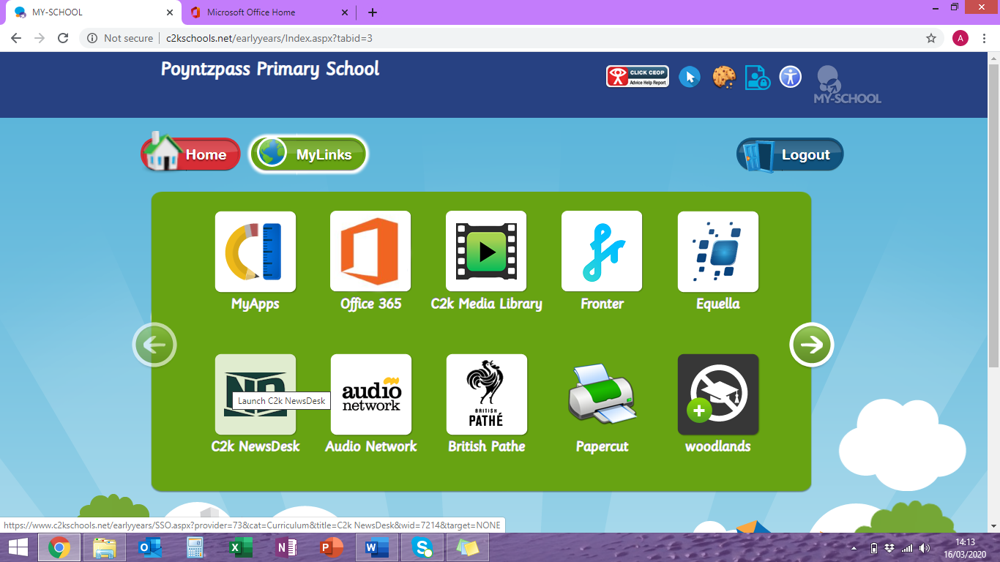 MY-SCHOOL
Microsoft Office Home
Not secure
c2kschools.net/earlyyears/Index.aspx?tabid=3
A
Poyntzpass Primary School
CLICK CEOP
Advice Help Report
MY-SCHOOL
Home
MyLinks
Logout
MyApps
Office 365
C2k Media Library
Fronter
Equella
Launch C2k NewsDesk
audio
network
BRITISH
PATHÉ
C2k NewsDesk
Audio Network
British Pathe
Papercut
woodlands
https://www.c2kschools.net/earlyyears/SSO.aspx?provider=73&cat=Curriculum&title=C2k NewsDesk&wid=7214&target=NONE
14:13
16/03/2020